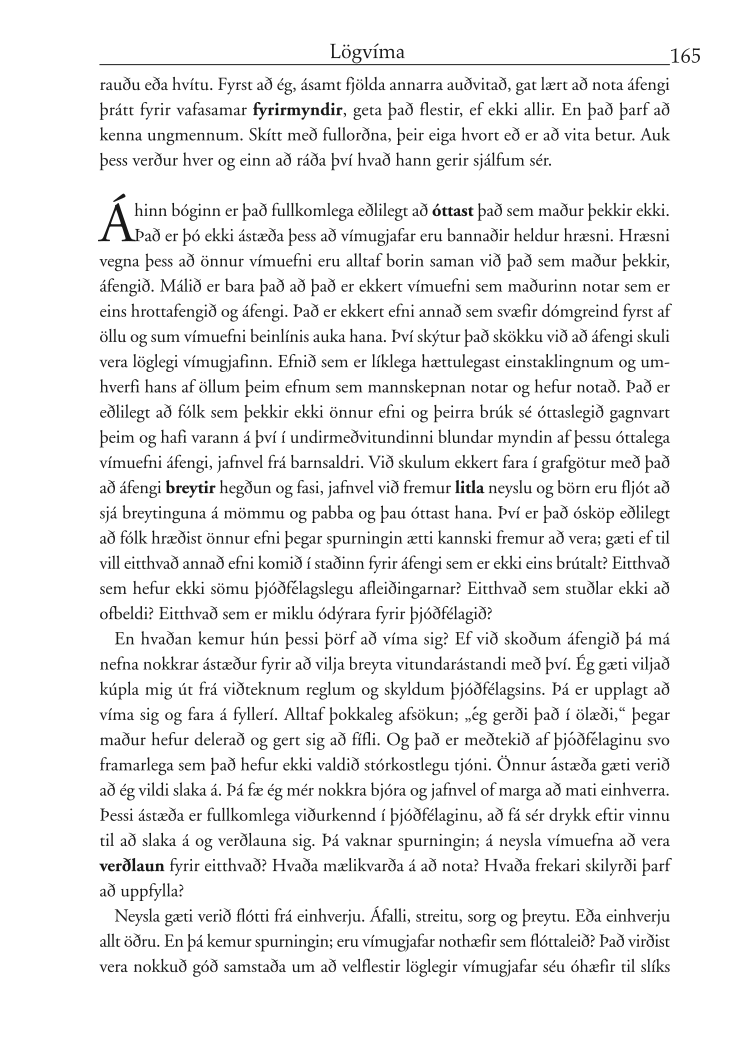 Lögvíma
165
rauðu eða hvítu. Fyrst að ég, ásamt fjölda annarra auðvitað, gat lært að nota áfengi
þrátt fyrir vafasamar fyrirmyndir, geta það flestir, ef ekki allir. En það þarf að
kenna ungmennum. Skítt með fullorðna, þeir eiga hvort eð er að vita betur. Auk
þess verður hver og einn að ráða því hvað hann gerir sjálfum sér.
Á hinn bóginn er það fullkomlega eðlilegt að óttast það sem maður þekkir ekki.
Það er þó ekki ástæða þess að vímugjafar eru bannaðir heldur hræsni. Hræsni
vegna þess að önnur vímuefni eru alltaf borin saman við það sem maður þekkir,
áfengið. Málið er bara það að það er ekkert vímuefni sem maðurinn notar sem er
eins hrottafengið og áfengi. Það er ekkert efni annað sem svæfir dómgreind fyrst af
öllu og sum vímuefni beinlínis auka hana. Því skýtur það skökku við að áfengi skuli
vera löglegi vímugjafinn. Efnið sem er líklega hættulegast einstaklingnum og um-
hverfi hans af öllum þeim efnum sem mannskepnan notar og hefur notað. Það er
eðlilegt að fólk sem þekkir ekki önnur efni og þeirra brúk sé óttaslegið gagnvart
þeim og hafi varann á því í undirmeðvitundinni blundar myndin af þessu óttalega
vímuefni áfengi, jafnvel frá barnsaldri. Við skulum ekkert fara í grafgötur með það
að áfengi breytir hegðun og fasi, jafnvel við fremur litla neyslu og börn eru fljót að
sjá breytinguna á mömmu og pabba og þau óttast hana. Því er það ósköp eðlilegt
að fólk hræðist önnur efni þegar spurningin ætti kannski fremur að vera; gæti ef til
vill eitthvað annað efni komið í staðinn fyrir áfengi sem er ekki eins brútalt? Eitthvað
sem hefur ekki sömu þjóðfélagslegu afleiðingarnar? Eitthvað sem stuðlar ekki að
ofbeldi? Eitthvað sem er miklu ódýrara fyrir þjóðfélagið?
En hvaðan kemur hún þessi þörf að víma sig? Ef við skoðum áfengið þá má
nefna nokkrar ástæður fyrir að vilja breyta vitundarástandi með því. Ég gæti viljað
kúpla mig út frá viðteknum reglum og skyldum þjóðfélagsins. Þá er upplagt að
víma sig og fara á fyllerí. Alltaf þokkaleg afsökun; „ég gerði það í ölæði,“ þegar
maður hefur delerað og gert sig að fífli. Og það er meðtekið af þjóðfélaginu svo
framarlega sem það hefur ekki valdið stórkostlegu tjóni. Önnur ástæða gæti verið
að ég vildi slaka á. Þá fæ ég mér nokkra bjóra og jafnvel of marga að mati einhverra.
Þessi ástæða er fullkomlega viðurkennd í þjóðfélaginu, að fá sér drykk eftir vinnu
til að slaka á og verðlauna sig. Þá vaknar spurningin; á neysla vímuefna að vera
verðlaun fyrir eitthvað? Hvaða mælikvarða á að nota? Hvaða frekari skilyrði þarf
að uppfylla?
Neysla gæti verið flótti frá einhverju. Áfalli, streitu, sorg og þreytu. Eða einhverju
allt öðru. En þá kemur spurningin; eru vímugjafar nothæfir sem flóttaleið? Það virðist
vera nokkuð góð samstaða um að velflestir löglegir vímugjafar séu óhæfir til slíks